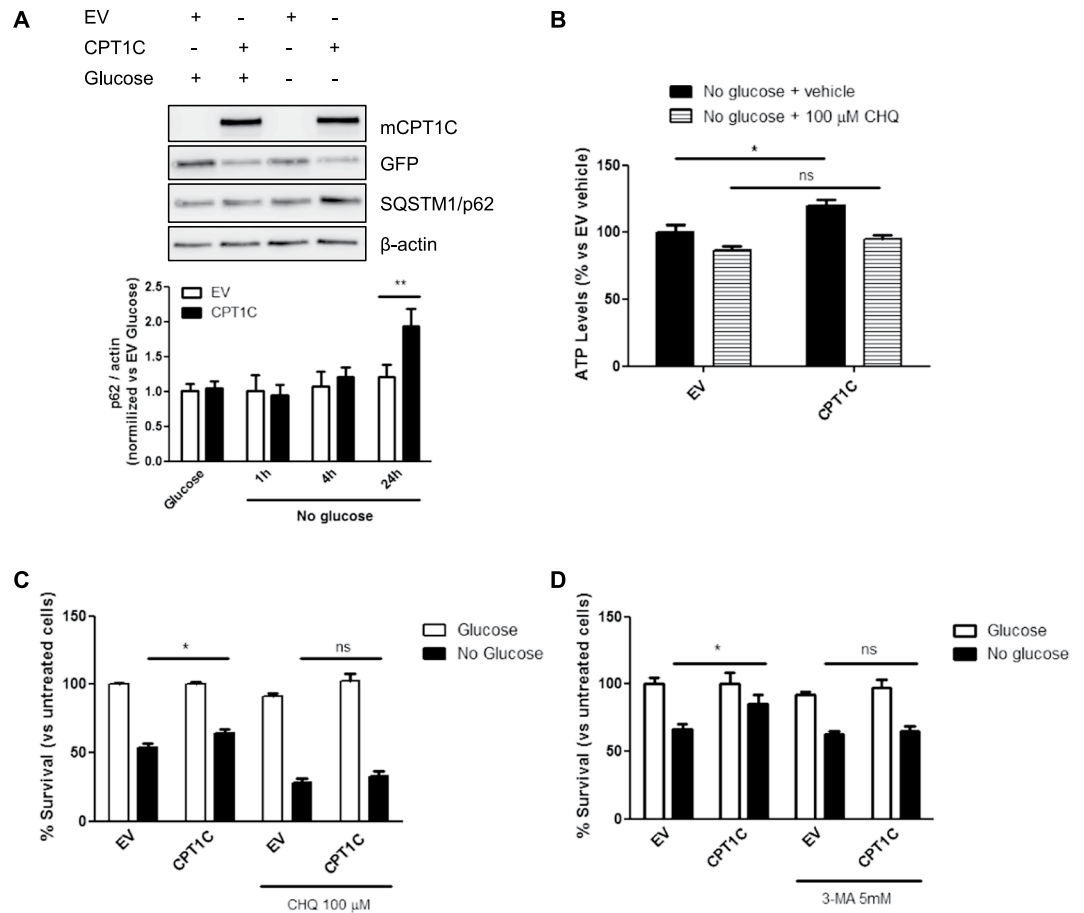 A
EV + - + -
CPT1C - + - +
Glucose + + - -
mCPT1C
GFP
SQSTM1/p62
β-actin
p62 / actin
(normilized vs EV Glucose)
2.5
2.0
1.5
1.0
0.5
0.0
EV
CPT1C
**
Glucose 1h 4h 24h
No glucose
B
No glucose + vehicle
No glucose + 100 μM CHQ
ATP Levels (% vs EV vehicle)
150
100
50
0
*
ns
EV CPT1C
C
% Survival (vs untreated cells)
150
100
50
0
* ns
Glucose
No Glucose
EV CPT1C EV CPT1C
CHQ 100 μM
D
% Survival (vs untreated cells)
150
100
50
0
* ns
Glucose
No glucose
EV CPT1C EV CPT1C
3-MA 5mM